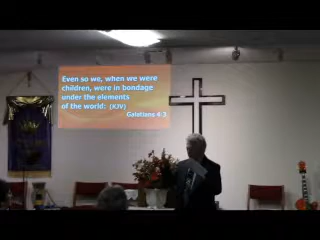 Even so we, when we were
children, were in bondage
under the elements
of the world: (KJV)
Galatians 4:3